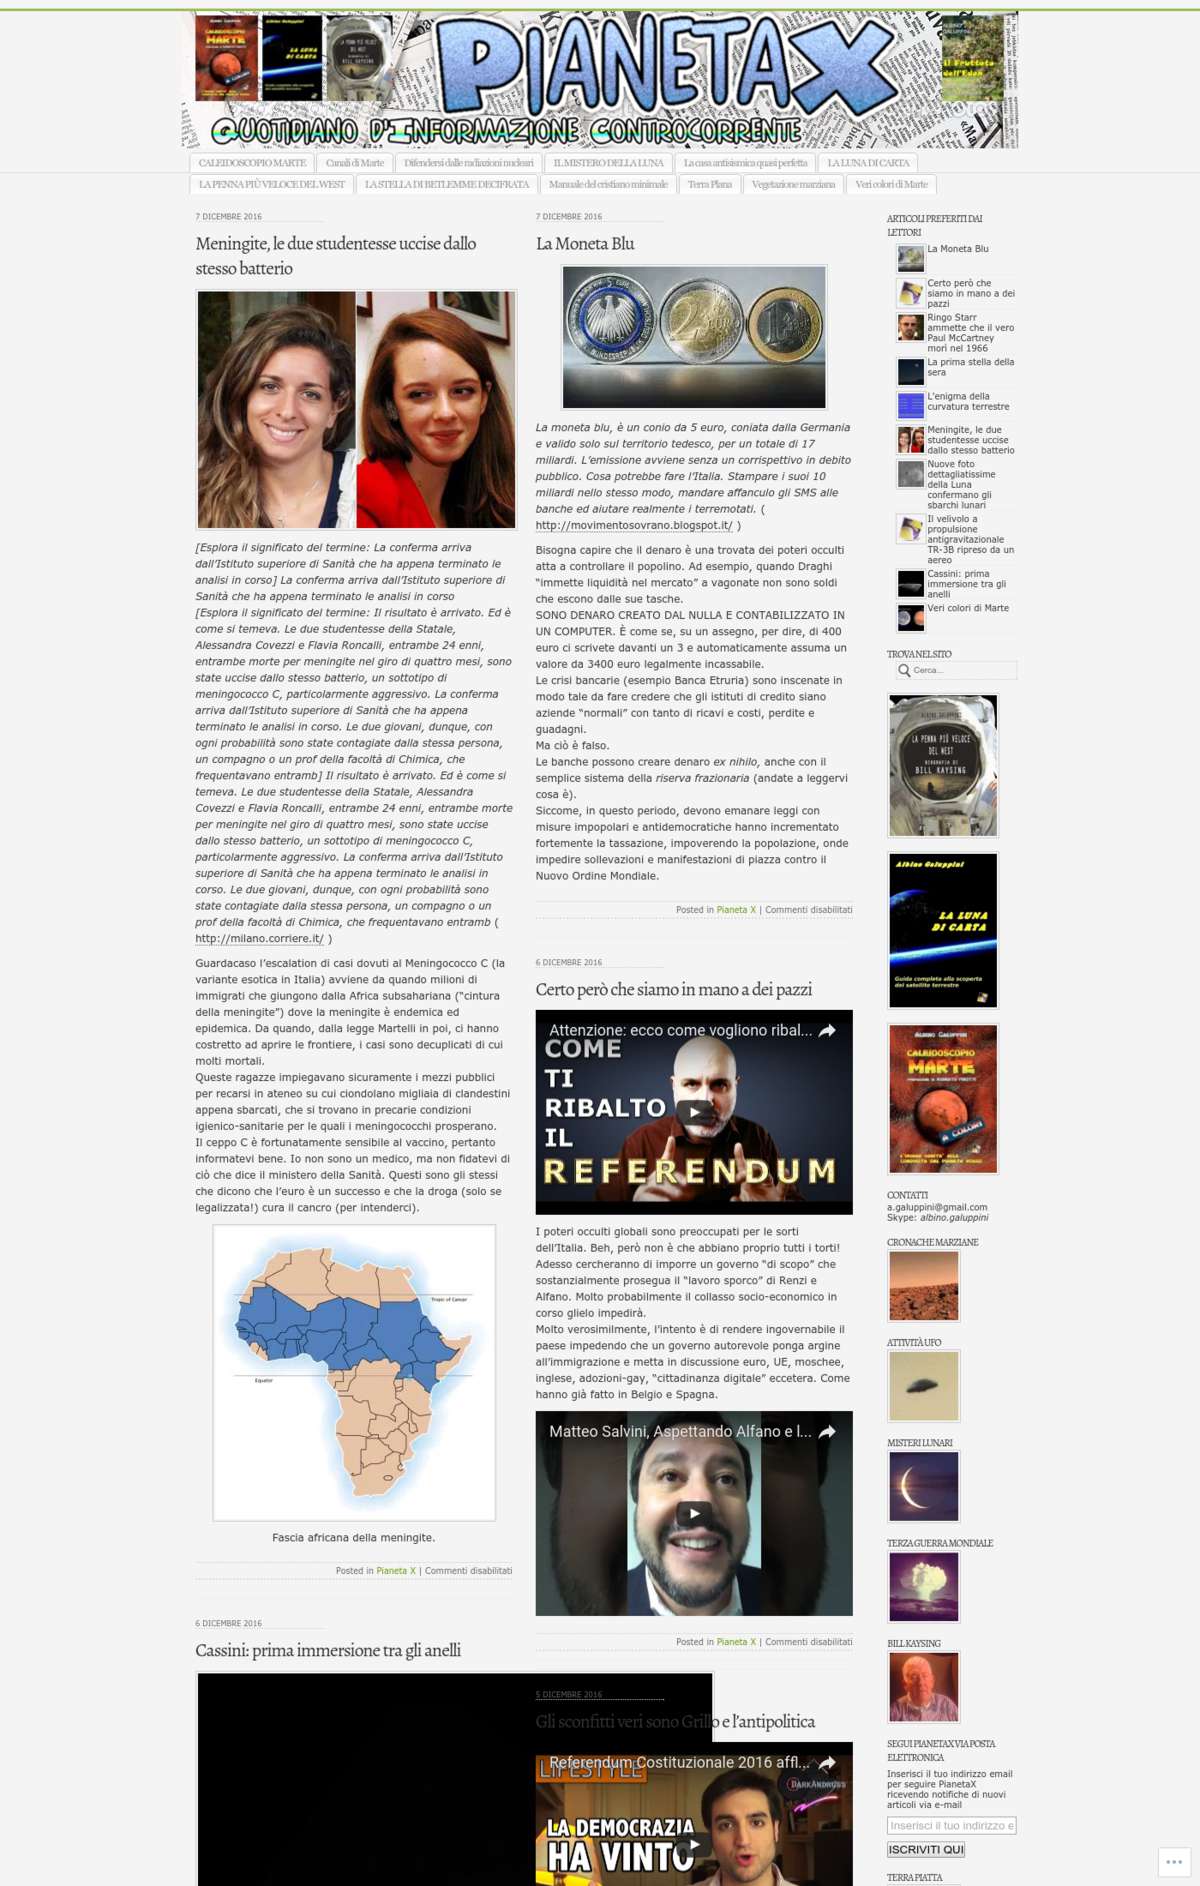 PIANETAX
QUOTIDIANO D'INFORMAZIONE CONTROCORRENTE
CALEIDOSCOPIO MARTE
Canali di Marte
Difendersi dalle radiazioni nucleari
IL MISTERO DELLA LUNA
La casa antisismica quasi perfetta
LA LUNA DI CARTA
LA PENNA PIÙ VELOCE DEL WEST
LA STELLA DI BETLEMME DECIFRATA
Manuale del cristiano minimale
Terra Piana
Vegetazione marziana
Veri colori di Marte
7 DICEMBRE 2016
Meningite, le due studentesse uccise dallo
stesso batterio
[Esplora il significato del termine: La conferma arriva
dall’Istituto superiore di Sanità che ha appena terminato le
analisi in corso] La conferma arriva dall’Istituto superiore di
Sanità che ha appena terminato le analisi in corso
[Esplora il significato del termine: Il risultato è arrivato. Ed è
come si temeva. Le due studentesse della Statale,
Alessandra Covezzi e Flavia Roncalli, entrambe 24 enni,
entrambe morte per meningite nel giro di quattro mesi, sono
state uccise dallo stesso batterio, un sottotipo di
meningococco C, particolarmente aggressivo. La conferma
arriva dall’Istituto superiore di Sanità che ha appena
terminato le analisi in corso. Le due giovani, dunque, con
ogni probabilità sono state contagiate dalla stessa persona,
un compagno o un prof della facoltà di Chimica, che
frequentavano entramb] Il risultato è arrivato. Ed è come si
temeva. Le due studentesse della Statale, Alessandra
Covezzi e Flavia Roncalli, entrambe 24 enni, entrambe morte
per meningite nel giro di quattro mesi, sono state uccise
dallo stesso batterio, un sottotipo di meningococco C,
particolarmente aggressivo. La conferma arriva dall’Istituto
superiore di Sanità che ha appena terminato le analisi in
corso. Le due giovani, dunque, con ogni probabilità sono
state contagiate dalla stessa persona, un compagno o un
prof della facoltà di Chimica, che frequentavano entramb (
http://milano.corriere.it/ )
Guardacaso l’escalation di casi dovuti al Meningococco C (la
variante esotica in Italia) avviene da quando milioni di
immigrati che giungono dalla Africa subsahariana (“cintura
della meningite”) dove la meningite è endemica ed
epidemica. Da quando, dalla legge Martelli in poi, ci hanno
costretto ad aprire le frontiere, i casi sono decuplicati di cui
molti mortali.
Queste ragazze impiegavano sicuramente i mezzi pubblici
per recarsi in ateneo su cui ciondolano migliaia di clandestini
appena sbarcati, che si trovano in precarie condizioni
igienico-sanitarie per le quali i meningococchi prosperano.
Il ceppo C è fortunatamente sensibile al vaccino, pertanto
informatevi bene. Io non sono un medico, ma non fidatevi di
ciò che dice il ministero della Sanità. Questi sono gli stessi
che dicono che l’euro è un successo e che la droga (solo se
legalizzata!) cura il cancro (per intenderci).
Tropic of Cancer
Equator
Fascia africana della meningite.
Posted in Pianeta X | Commenti disabilitati
6 DICEMBRE 2016
Cassini: prima immersione tra gli anelli
7 DICEMBRE 2016
La Moneta Blu
La moneta blu, è un conio da 5 euro, coniata dalla Germania
e valido solo sul territorio tedesco, per un totale di 17
miliardi. L’emissione avviene senza un corrispettivo in debito
pubblico. Cosa potrebbe fare l’Italia. Stampare i suoi 10
miliardi nello stesso modo, mandare affanculo gli SMS alle
banche ed aiutare realmente i terremotati. (
http://movimentosovrano.blogspot.it/ )
Bisogna capire che il denaro è una trovata dei poteri occulti
atta a controllare il popolino. Ad esempio, quando Draghi
“immette liquidità nel mercato” a vagonate non sono soldi
che escono dalle sue tasche.
SONO DENARO CREATO DAL NULLA E CONTABILIZZATO IN
UN COMPUTER. È come se, su un assegno, per dire, di 400
euro ci scrivete davanti un 3 e automaticamente assuma un
valore da 3400 euro legalmente incassabile.
Le crisi bancarie (esempio Banca Etruria) sono inscenate in
modo tale da fare credere che gli istituti di credito siano
aziende “normali” con tanto di ricavi e costi, perdite e
guadagni.
Ma ciò è falso.
Le banche possono creare denaro ex nihilo, anche con il
semplice sistema della riserva frazionaria (andate a leggervi
cosa è).
Siccome, in questo periodo, devono emanare leggi con
misure impopolari e antidemocratiche hanno incrementato
fortemente la tassazione, impoverendo la popolazione, onde
impedire sollevazioni e manifestazioni di piazza contro il
Nuovo Ordine Mondiale.
Posted in Pianeta X | Commenti disabilitati
6 DICEMBRE 2016
Certo però che siamo in mano a dei pazzi
Attenzione: ecco come vogliono ribal...
COME
TI
RIBALTO
IL
REFERENDUM
I poteri occulti globali sono preoccupati per le sorti
dell’Italia. Beh, però non è che abbiano proprio tutti i torti!
Adesso cercheranno di imporre un governo “di scopo” che
sostanzialmente prosegua il “lavoro sporco” di Renzi e
Alfano. Molto probabilmente il collasso socio-economico in
corso glielo impedirà.
Molto verosimilmente, l’intento è di rendere ingovernabile il
paese impedendo che un governo autorevole ponga argine
all’immigrazione e metta in discussione euro, UE, moschee,
inglese, adozioni-gay, “cittadinanza digitale” eccetera. Come
hanno già fatto in Belgio e Spagna.
Matteo Salvini, Aspettando Alfano e l...
Posted in Pianeta X | Commenti disabilitati
5 DICEMBRE 2016
Gli sconfitti veri sono Grillo e l’antipolitica
Referendum Costituzionale 2016 affl...
LIFESTYLE
DARKANDROSS
LA DEMOCRAZIA
HA VINTO
ARTICOLI PREFERITI DAI
LETTORI
La Moneta Blu
Certo però che
siamo in mano a dei
pazzi
Ringo Starr
ammette che il vero
Paul McCartney
morì nel 1966
La prima stella della
sera
L'enigma della
curvatura terrestre
Meningite, le due
studentesse uccise
dallo stesso batterio
Nuove foto
dettagliatissime
della Luna
confermano gli
sbarchi lunari
Il velivolo a
propulsione
antigravitazionale
TR-3B ripreso da un
aereo
Cassini: prima
immersione tra gli
anelli
Veri colori di Marte
TROVA NEL SITO
Cerca...
ALBINO GALUPPINI
LA PENNA PIÙ VELOCE
DEL WEST
BIOGRAFIA DI
BILL KAYSING
Albino Galuppini
LA LUNA
DI CARTA
Guida completa alla scoperta
del satellite terrestre
ALBINO GALUPPINI
CALEIDOSCOPIO
MARTE
A COLORI
CONTATTI
a.galuppini@gmail.com
Skype: albino.galuppini
CRONACHE MARZIANE
ATTIVITÀ UFO
MISTERI LUNARI
TERZA GUERRA MONDIALE
BILL KAYSING
SEGUI PIANETAX VIA POSTA
ELETTRONICA
Inserisci il tuo indirizzo email
per seguire PianetaX
ricevendo notifiche di nuovi
articoli via e-mail
Inserisci il tuo indirizzo e
ISCRIVITI QUI
TERRA PIATTA